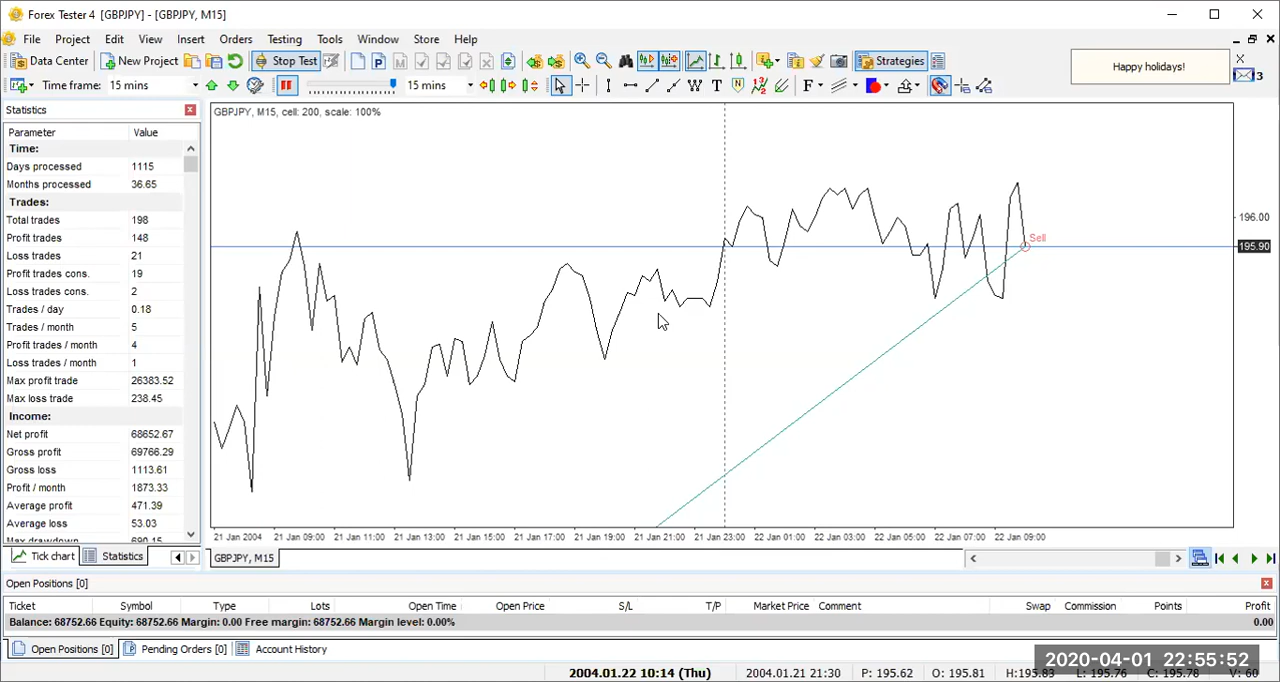 Forex Tester 4 [GBPJPY] - [GBPJPY, M15]
File Project Edit View Insert Orders Testing Tools Window Store Help
Data Center New Project Stop Test Strategies
Happy holidays!
3
Time frame: 15 mins 15 mins
Statistics
Parameter Value
Time:
Days processed 1115
Months processed 36.65
Trades:
Total trades 198
Profit trades 148
Loss trades 21
Profit trades cons. 19
Loss trades cons. 2
Trades / day 0.18
Trades / month 5
Profit trades / month 4
Loss trades / month 1
Max profit trade 26383.52
Max loss trade 238.45
Income:
Net profit 68652.67
Gross profit 69766.29
Gross loss 1113.61
Profit / month 1873.33
Average profit 471.39
Average loss 53.03
Max drawdown 690.15
Tick chart Statistics
GBPJPY, M15, cell: 200, scale: 100%
Sell
196.00
195.90
21 Jan 2004 21 Jan 09:00 21 Jan 11:00 21 Jan 13:00 21 Jan 15:00 21 Jan 17:00 21 Jan 19:00 21 Jan 21:00 21 Jan 23:00 22 Jan 01:00 22 Jan 03:00 22 Jan 05:00 22 Jan 07:00 22 Jan 09:00
GBPJPY, M15
Open Positions [0]
Ticket Symbol Type Lots Open Time Open Price S/L T/P Market Price Comment Swap Commission Points Profit
Balance: 68752.66 Equity: 68752.66 Margin: 0.00 Free margin: 68752.66 Margin level: 0.00% 0.00
Open Positions [0] Pending Orders [0] Account History
2020-04-01 22:55:52
2004.01.22 10:14 (Thu) 2004.01.21 21:30 P: 195.62 O: 195.81 H:195.83 L: 195.76 C: 195.78 V: 60